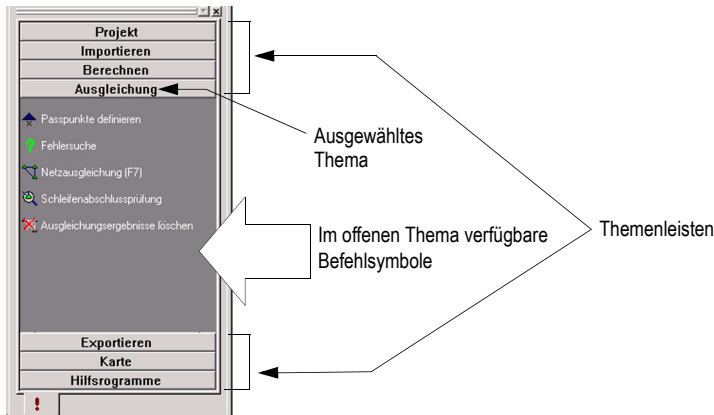 Projekt
Importieren
Berechnen
Ausgleichung
Passpunkte definieren
Fehlersuche
Netzausgleichung (F7)
Schleifenabschlussprüfung
Ausgleichungsergebnisse löschen
Exportieren
Karte
Hilfsrogramme
Ausgewähltes
Thema
Im offenen Thema verfügbare
Befehlsymbole
Themenleisten